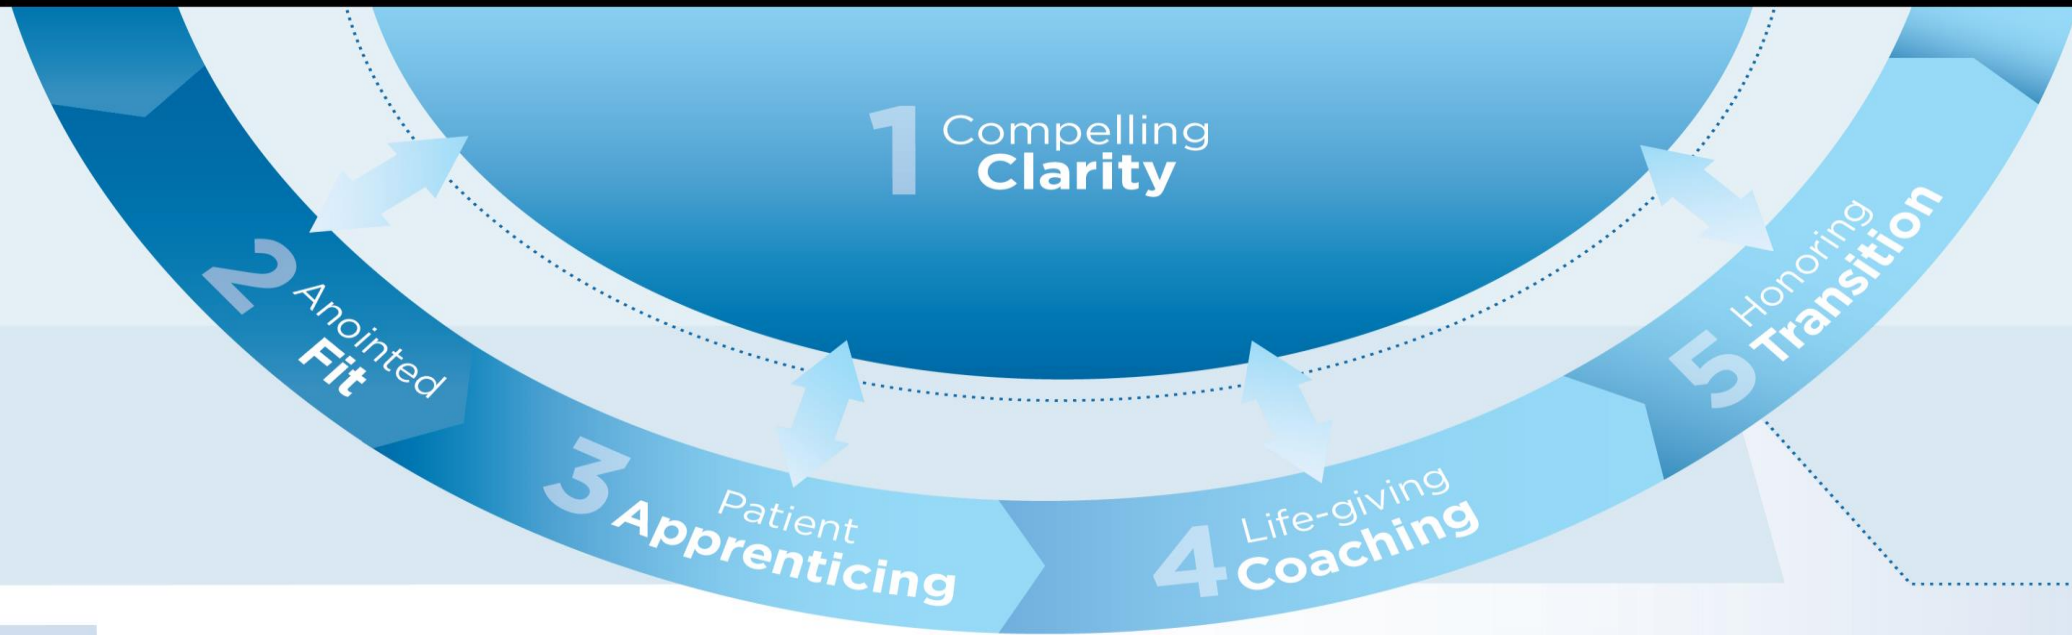 1 Compelling
Clarity
2 Anointed
Fit
3 Patient
Apprenticing
4 Life-giving
Coaching
5 Honoring
Transition